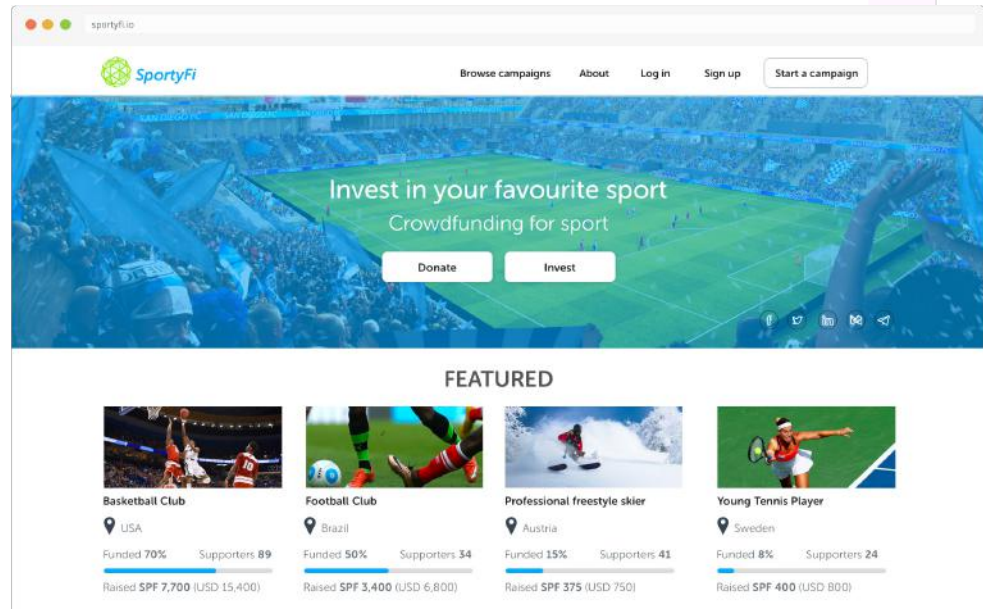 sportyfi.io
SportyFi
Browse campaigns About Log in Sign up Start a campaign
SAN DIEGO FC
Invest in your favourite sport
Crowdfunding for sport
Donate Invest
FEATURED
10
Basketball Club Football Club Professional freestyle skier Young Tennis Player
USA Brazil Austria Sweden
Funded 70% Supporters 89 Funded 50% Supporters 34 Funded 15% Supporters 41 Funded 8% Supporters 24
Raised SPF 7,700 (USD 15,400) Raised SPF 3,400 (USD 6,800) Raised SPF 375 (USD 750) Raised SPF 400 (USD 800)